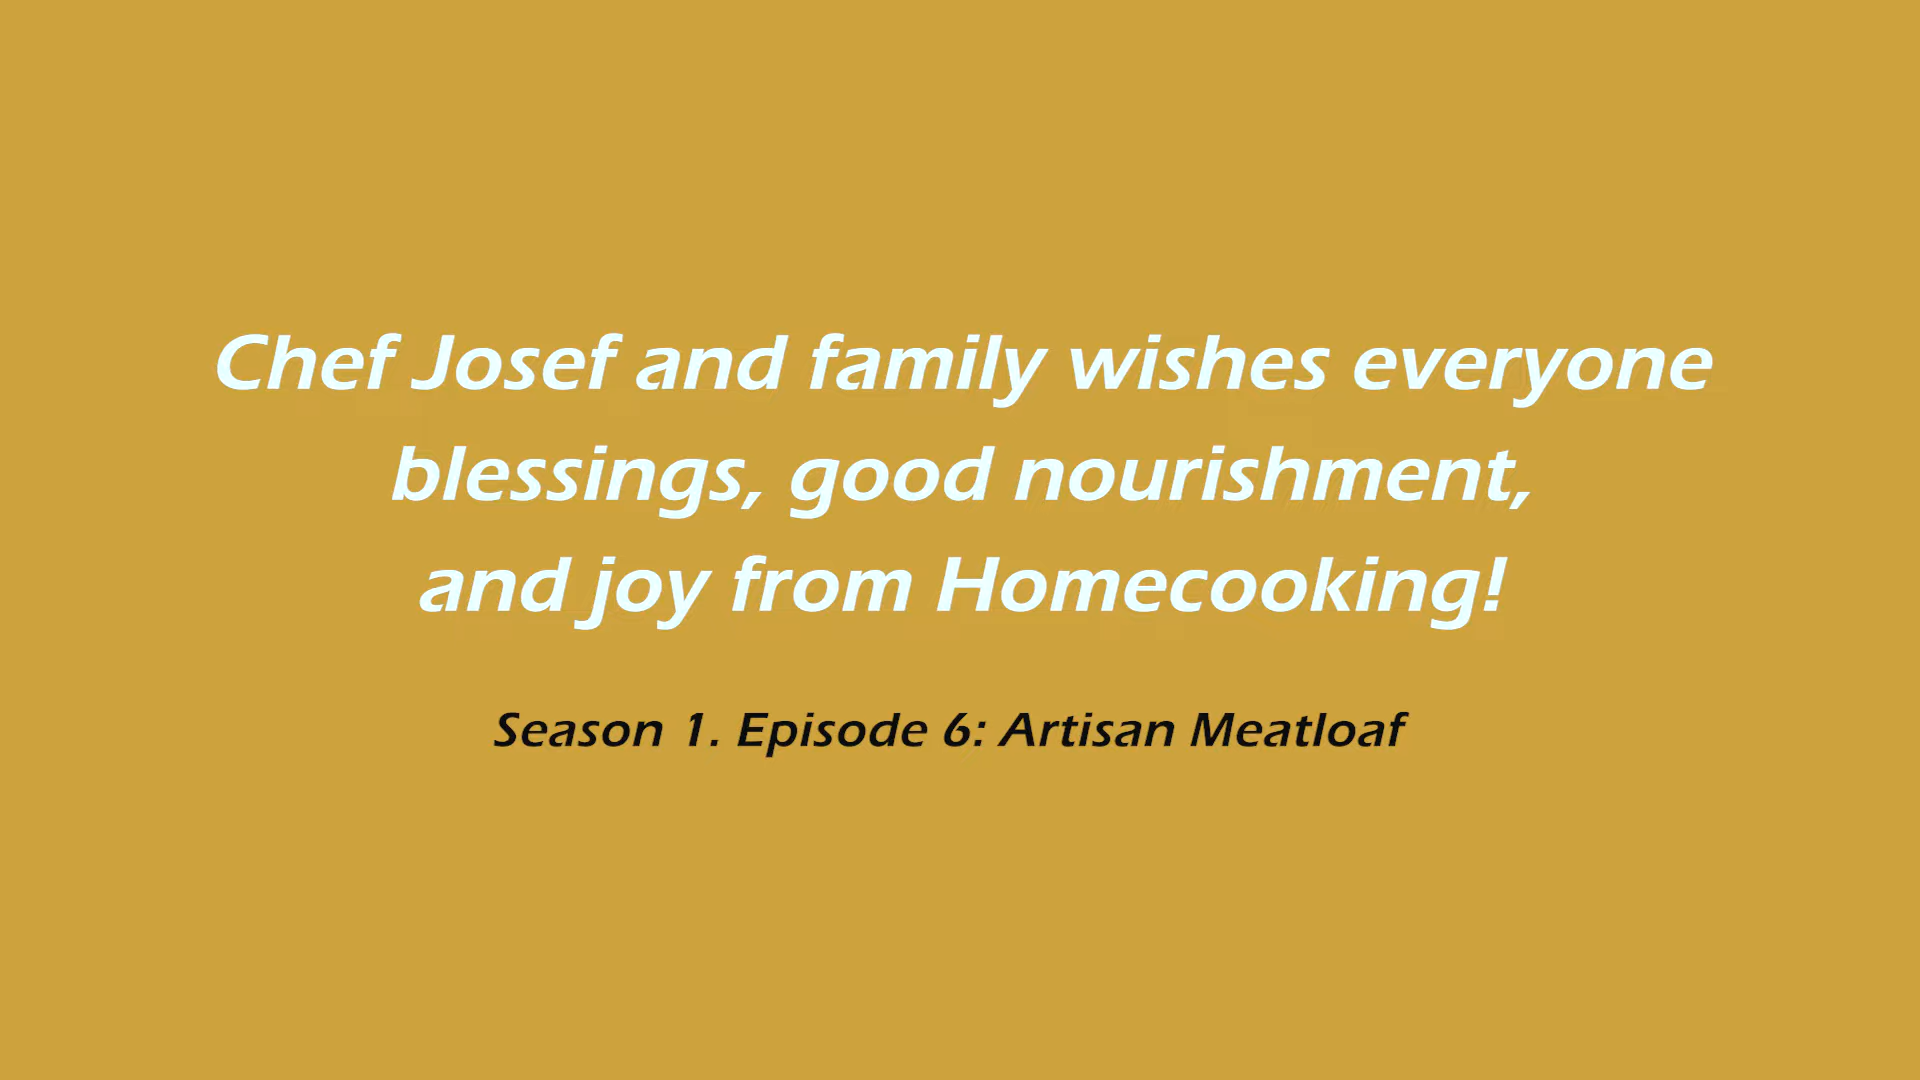 Chef Josef and family wishes everyone
blessings, good nourishment,
and joy from Homecooking!
Season 1. Episode 6: Artisan Meatloaf